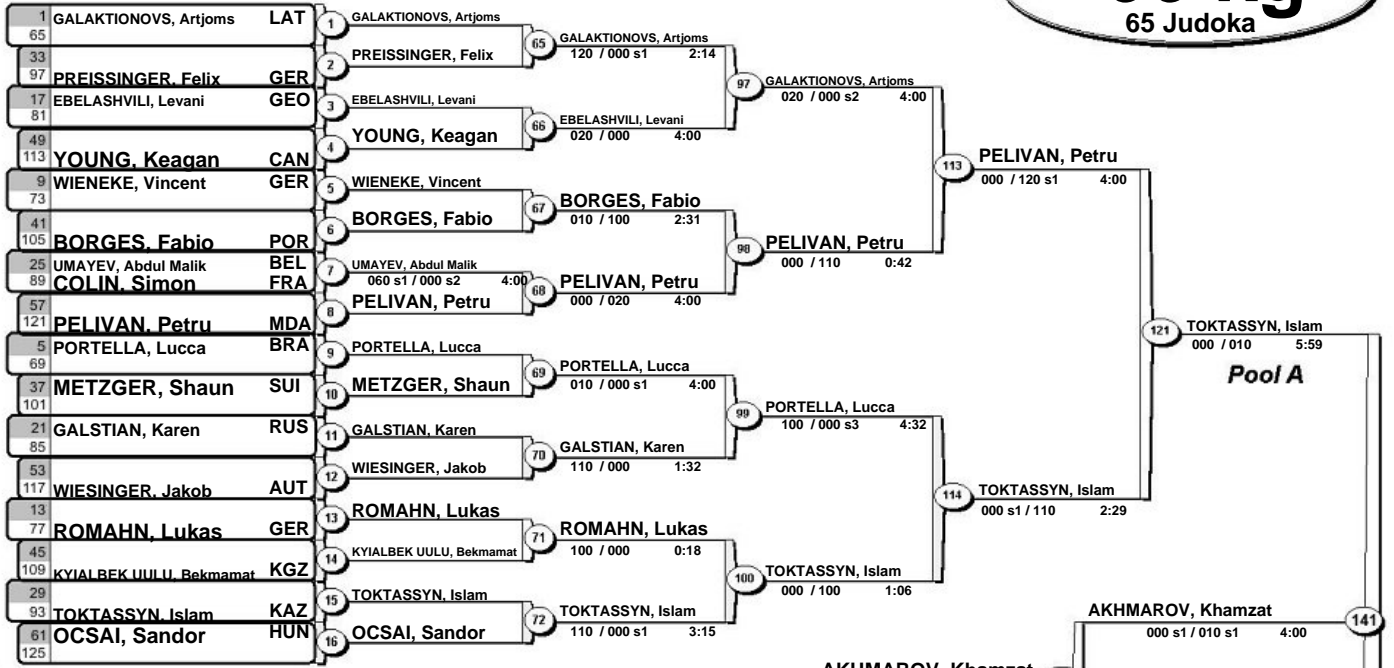 65 Judoka
1 GALAKTIONOVS, Artjoms LAT
65
33
97 PREISSINGER, Felix GER
17 EBELASHVILI, Levani GEO
81
49
113 YOUNG, Keagan CAN
9 WIENEKE, Vincent GER
73
41
105 BORGES, Fabio POR
25 UMAYEV, Abdul Malik BEL
89 COLIN, Simon FRA
57
121 PELIVAN, Petru MDA
5 PORTELLA, Lucca BRA
69
37 METZGER, Shaun SUI
101
21 GALSTIAN, Karen RUS
85
53
117 WIESINGER, Jakob AUT
13
77 ROMAHN, Lukas GER
45
109 KYIALBEK UULU, Bekmamat KGZ
29
93 TOKTASSYN, Islam KAZ
61 OCSAI, Sandor HUN
125
1 GALAKTIONOVS, Artjoms
2 PREISSINGER, Felix
3 EBELASHVILI, Levani
4 YOUNG, Keagan
5 WIENEKE, Vincent
6 BORGES, Fabio
7 UMAYEV, Abdul Malik
060 s1 / 000 s2 4:00
8 PELIVAN, Petru
9 PORTELLA, Lucca
10 METZGER, Shaun
11 GALSTIAN, Karen
12 WIESINGER, Jakob
13 ROMAHN, Lukas
14 KYIALBEK UULU, Bekmamat
15 TOKTASSYN, Islam
16 OCSAI, Sandor
65 GALAKTIONOVS, Artjoms
120 / 000 s1 2:14
66 EBELASHVILI, Levani
020 / 000 4:00
67 BORGES, Fabio
010 / 100 2:31
68 PELIVAN, Petru
000 / 020 4:00
69 PORTELLA, Lucca
010 / 000 s1 4:00
70 GALSTIAN, Karen
110 / 000 1:32
71 ROMAHN, Lukas
100 / 000 0:18
72 TOKTASSYN, Islam
110 / 000 s1 3:15
97 GALAKTIONOVS, Artjoms
020 / 000 s2 4:00
98 PELIVAN, Petru
000 / 110 0:42
99 PORTELLA, Lucca
100 / 000 s3 4:32
100 TOKTASSYN, Islam
000 / 100 1:06
113 PELIVAN, Petru
000 / 120 s1 4:00
114 TOKTASSYN, Islam
000 s1 / 110 2:29
121 TOKTASSYN, Islam
000 / 010 5:59
Pool A
AKHMAROV, Khamzat 141
000 s1 / 010 s1 4:00
AKHMAROV, Khamzat